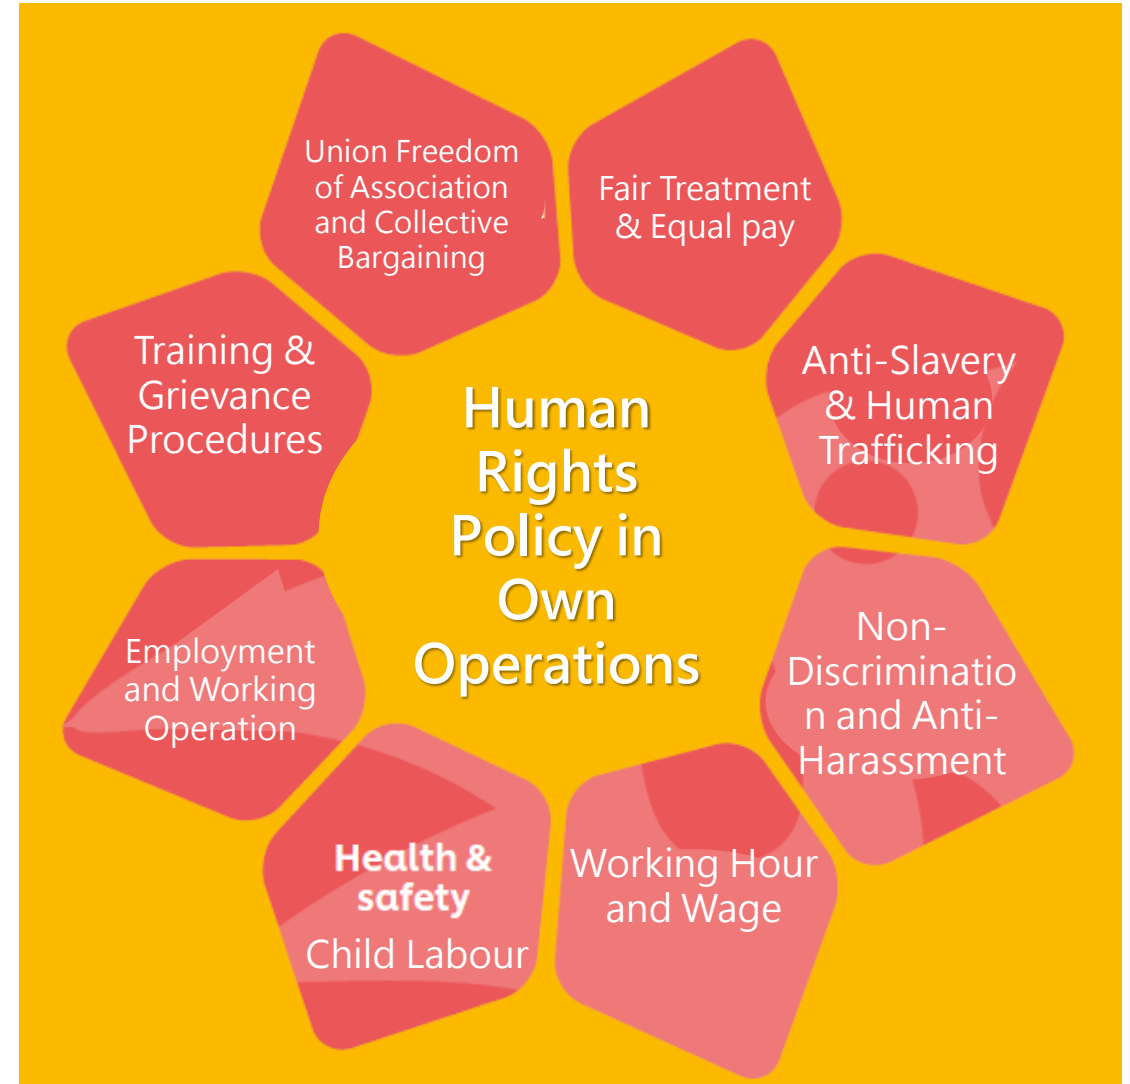 Union Freedom
of Association
and Collective
Bargaining
Fair Treatment
& Equal pay
Training &
Grievance
Procedures
Anti-Slavery
& Human
Trafficking
Human
Rights
Policy in
Own
Operations
Employment
and Working
Operation
Non-
Discriminatio
n and Anti-
Harassment
Health &
safety
Child Labour
Working Hour
and Wage